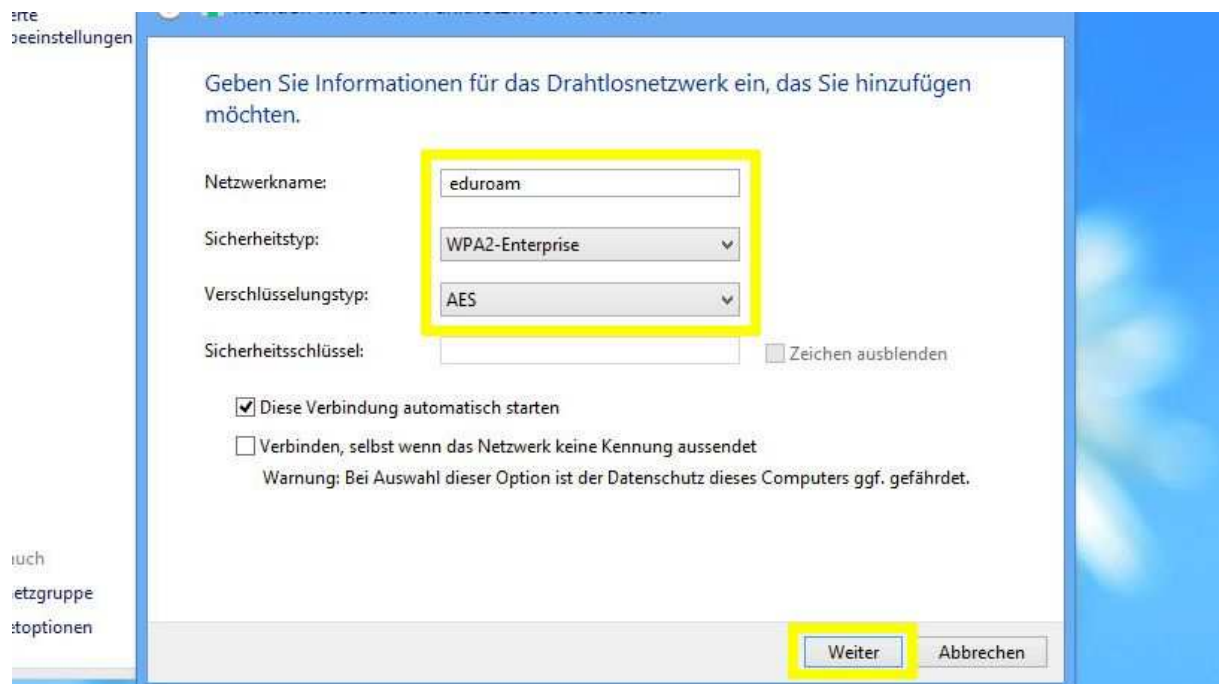 erte
beeinstellungen
Geben Sie Informationen für das Drahtlosnetzwerk ein, das Sie hinzufügen
möchten.
Netzwerkname:
eduroam
Sicherheitstyp:
WPA2-Enterprise
Verschlüsselungstyp:
AES
Sicherheitsschlüssel:
Zeichen ausblenden
Diese Verbindung automatisch starten
Verbinden, selbst wenn das Netzwerk keine Kennung aussendet
Warnung: Bei Auswahl dieser Option ist der Datenschutz dieses Computers ggf. gefährdet.
auch
etzgruppe
etoptionen
Weiter
Abbrechen